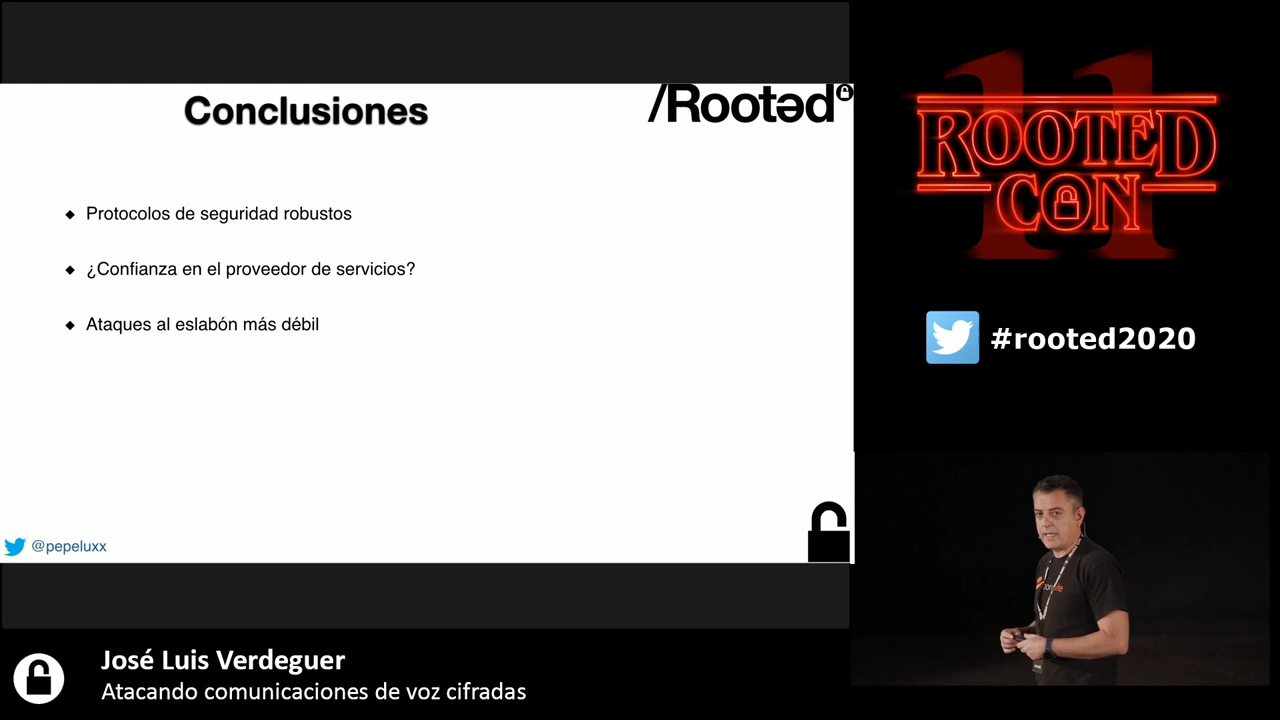 Conclusiones
/Rootəd
Protocolos de seguridad robustos
¿Confianza en el proveedor de servicios?
Ataques al eslabón más débil
@pepeluxx
11
ROOTED
CON
#rooted2020
José Luis Verdeguer
Atacando comunicaciones de voz cifradas